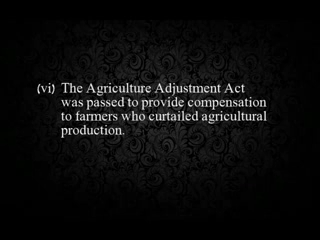 (vi) The Agriculture Adjustment Act
was passed to provide compensation
to farmers who curtailed agricultural
production.